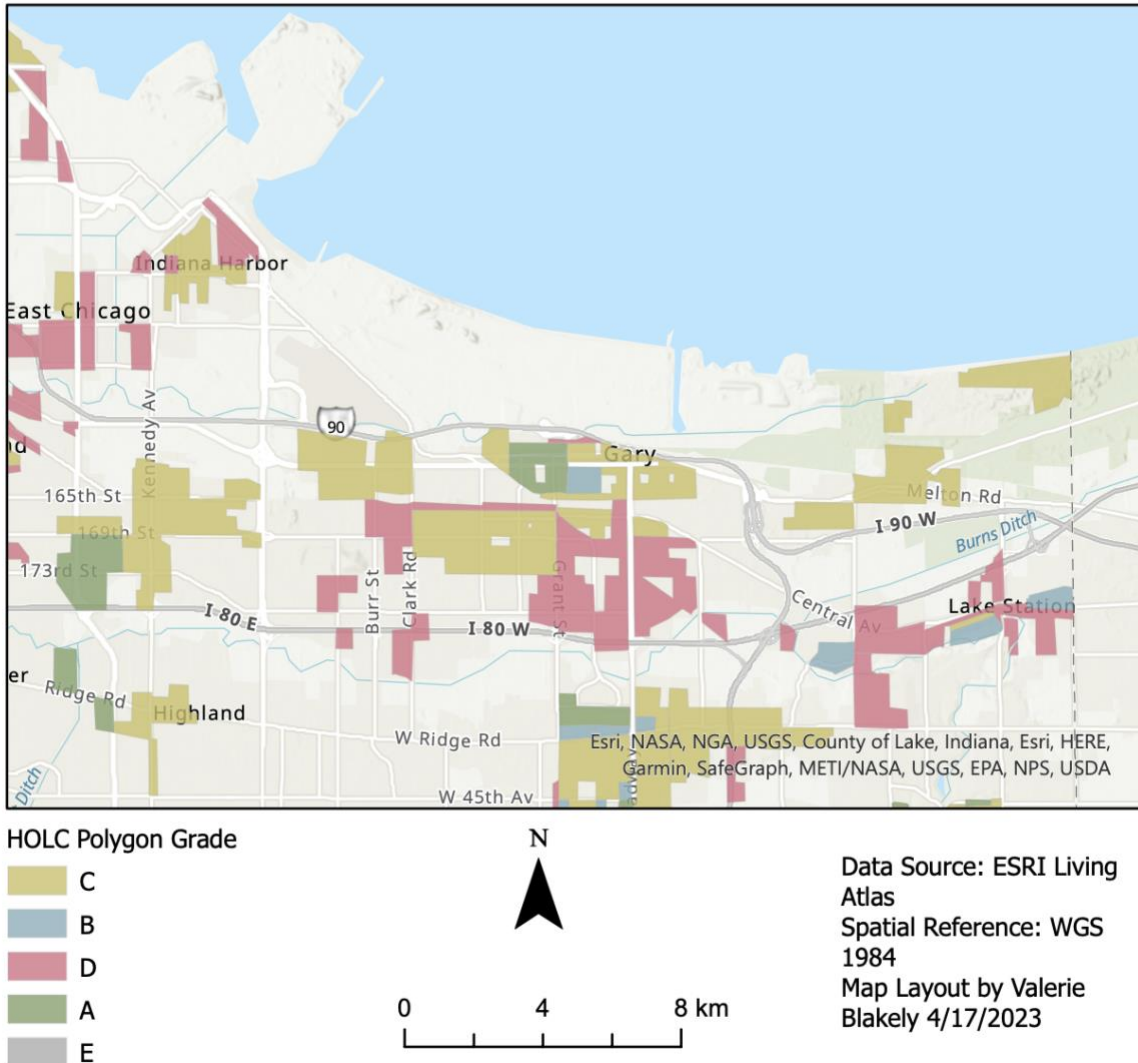 Indiana Harbor
East Chicago
Kennedy Av
90
Gary
165th St
Melton Rd
169th St
I 90 W
Burns Ditch
173rd St
Burr St
Clark Rd
Grant St
Central Av
Lake Station
I 80 E
I 80 W
er
Ridge Rd
Highland
W Ridge Rd
Esri, NASA, NGA, USGS, County of Lake, Indiana, Esri, HERE,
Garmin, SafeGraph, METI/NASA, USGS, EPA, NPS, USDA
W 45th Av
Ditch
HOLC Polygon Grade
C
B
D
A
E
N
0 4 8 km
Data Source: ESRI Living
Atlas
Spatial Reference: WGS
1984
Map Layout by Valerie
Blakely 4/17/2023